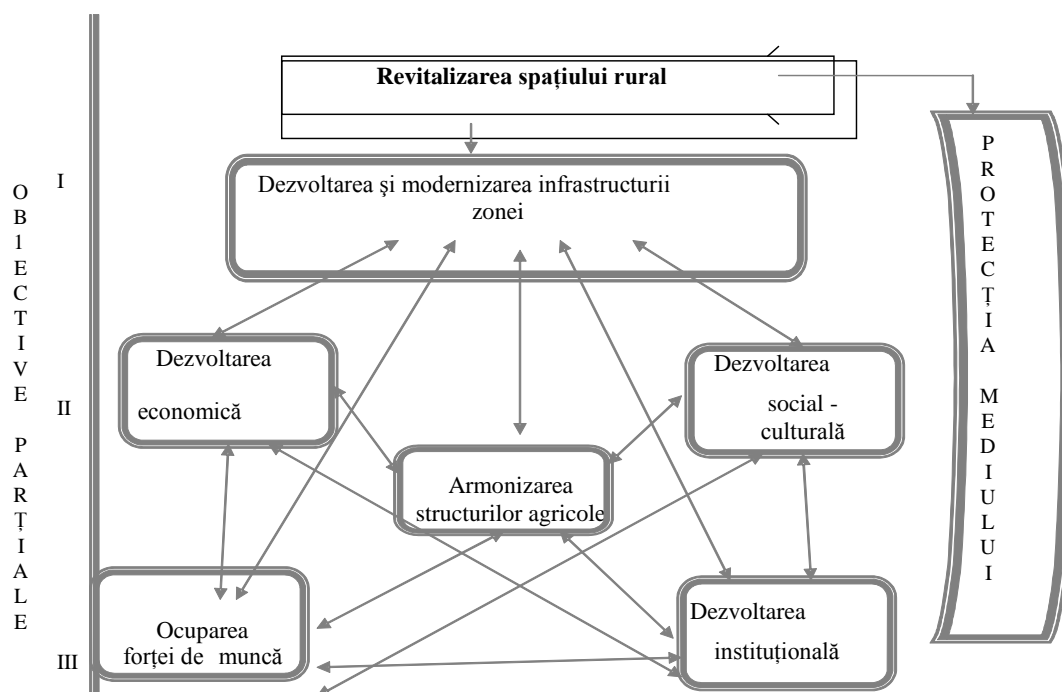 Revitalizarea spațiului rural
I
Dezvoltarea şi modernizarea infrastructurii
zonei
OB1ECTIVE PARȚIALE
PROTECȚIA MEDIULUI
II
Dezvoltarea
economică
Dezvoltarea
social -
culturală
Armonizarea
structurilor agricole
III
Ocuparea
forței de muncă
Dezvoltarea
instituțională